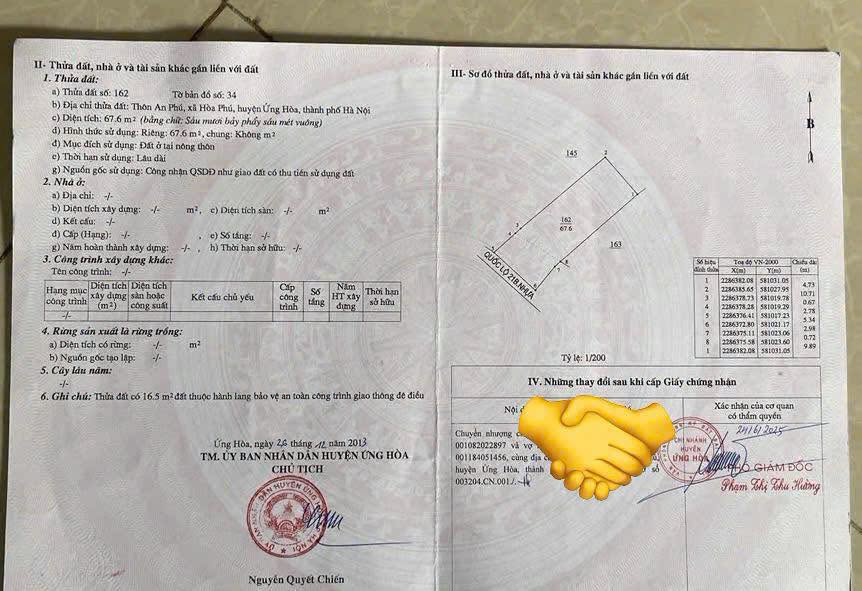 II- Thửa đất, nhà ở và tài sản khác gắn liền với đất
1. Thửa đất:
a) Thửa đất số: 162 Tờ bản đồ số: 34
b) Địa chỉ thửa đất: Thôn An Phú, xã Hòa Phú, huyện Ứng Hòa, thành phố Hà Nội
c) Diện tích: 67.6 m² (bằng chữ: Sáu mươi bảy phẩy sáu mét vuông)
d) Hình thức sử dụng: Riêng: 67.6 m², chung: Không m²
đ) Mục đích sử dụng: Đất ở tại nông thôn
e) Thời hạn sử dụng: Lâu dài
g) Nguồn gốc sử dụng: Công nhận QSDĐ như giao đất có thu tiền sử dụng đất
2. Nhà ở:
a) Địa chỉ: -/-
b) Diện tích xây dựng: -/- m², c) Diện tích sàn: -/- m²
d) Kết cấu: -/-
đ) Cấp (Hạng): -/- , e) Số tầng: -/-
g) Năm hoàn thành xây dựng: -/- , h) Thời hạn sở hữu: -/-
3. Công trình xây dựng khác:
Tên công trình: -/-
Hạng mục công trình Diện tích xây dựng (m²) Diện tích sàn hoặc công suất Kết cấu chủ yếu Cấp công trình Số tầng Năm HT xây dựng Thời hạn sở hữu
-/-
4. Rừng sản xuất là rừng trồng:
a) Diện tích có rừng: -/- m²
b) Nguồn gốc tạo lập: -/-
5. Cây lâu năm:
-/-
6. Ghi chú: Thửa đất có 16.5 m² đất thuộc hành lang bảo vệ an toàn công trình giao thông đê điều
Ứng Hòa, ngày 26 tháng 12 năm 2013
TM. ỦY BAN NHÂN DÂN HUYỆN ỨNG HÒA
CHỦ TỊCH
Nguyễn Quyết Chiến
III- Sơ đồ thửa đất, nhà ở và tài sản khác gắn liền với đất
B
145
2
1
162
67.6
163
3
4
5
6
7
8
QUỐC LỘ 21B NHỰA
Số hiệu đỉnh thửa Toạ độ VN-2000 Chiều dài (m)
X(m) Y(m)
1 2286382.08 581031.05
4.73
2 2286385.65 581027.95
10.71
3 2286378.73 581019.78
0.67
4 2286378.28 581019.29
2.78
5 2286376.41 581017.23
5.34
6 2286372.80 581021.17
2.98
7 2286375.11 581023.06
0.72
8 2286375.58 581023.60
9.89
1 2286382.08 581031.05
Tỷ lệ: 1/200
IV. Những thay đổi sau khi cấp Giấy chứng nhận
Nội d
Xác nhận của cơ quan có thẩm quyền
Chuyển nhượng c
001082022897 và vợ
001184051456, cùng địa c
huyện Ứng Hòa, thành số
003204.CN.001./.
24/6/2025
CHI NHÁNH
HUYỆN
ỨNG HÒA
PHÓ GIÁM ĐỐC
Phạm Thị Thu Hường